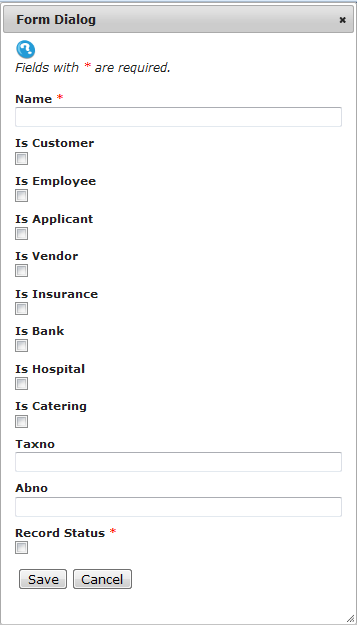 Form Dialog
Fields with * are required.
Name *
Is Customer
Is Employee
Is Applicant
Is Vendor
Is Insurance
Is Bank
Is Hospital
Is Catering
Taxno
Abno
Record Status *
Save Cancel